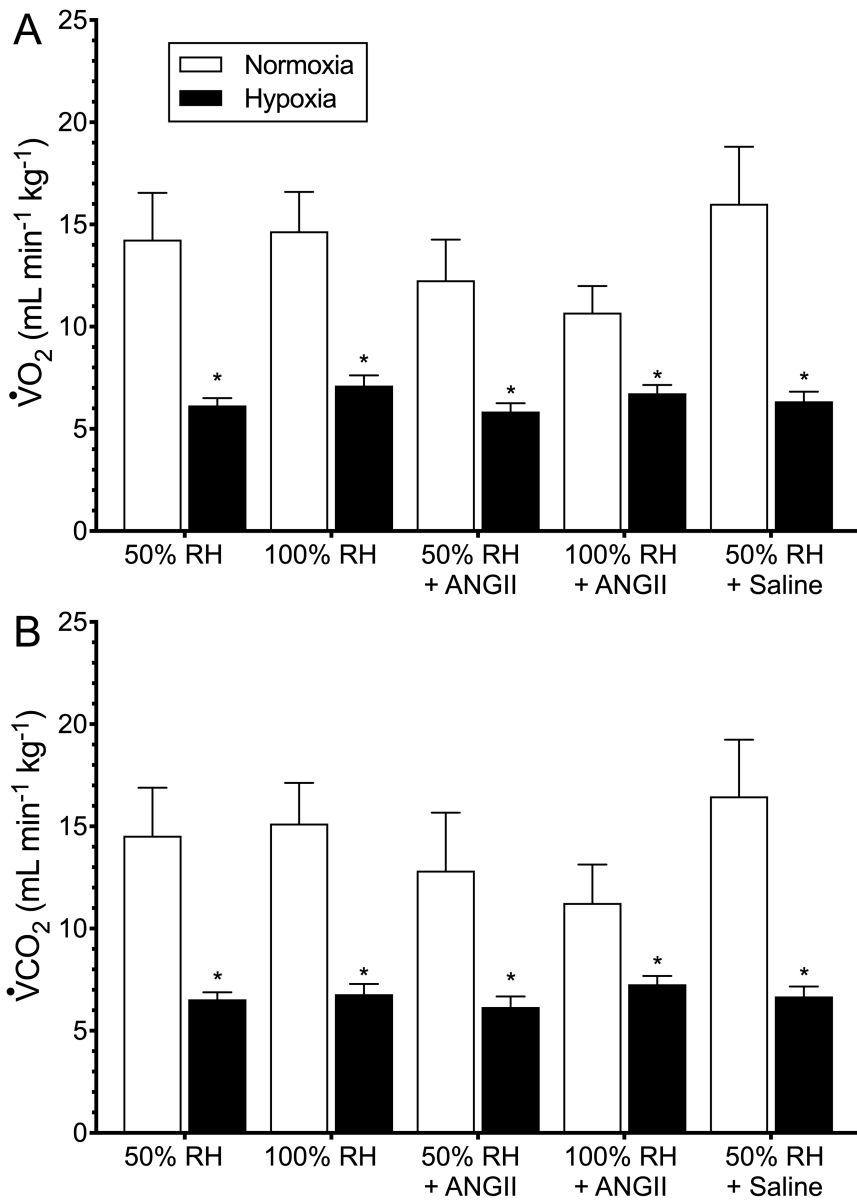 A
25
20
15
10
5
0
V̇O₂ (mL min⁻¹ kg⁻¹)
Normoxia
Hypoxia
*
*
*
*
*
50% RH
100% RH
50% RH
+ ANGII
100% RH
+ ANGII
50% RH
+ Saline
B
25
20
15
10
5
0
V̇CO₂ (mL min⁻¹ kg⁻¹)
*
*
*
*
*
50% RH
100% RH
50% RH
+ ANGII
100% RH
+ ANGII
50% RH
+ Saline